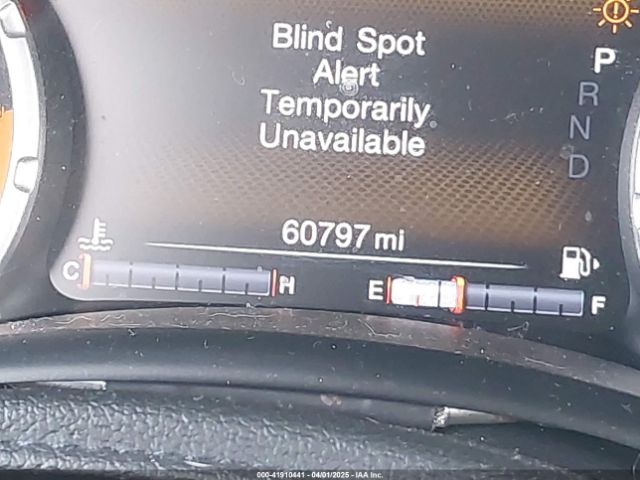 Blind Spot
Alert
Temporarily
Unavailable
P
R
N
D
60797 mi
C H
E F
000-41910441 - 04/01/2025 - IAA Inc.